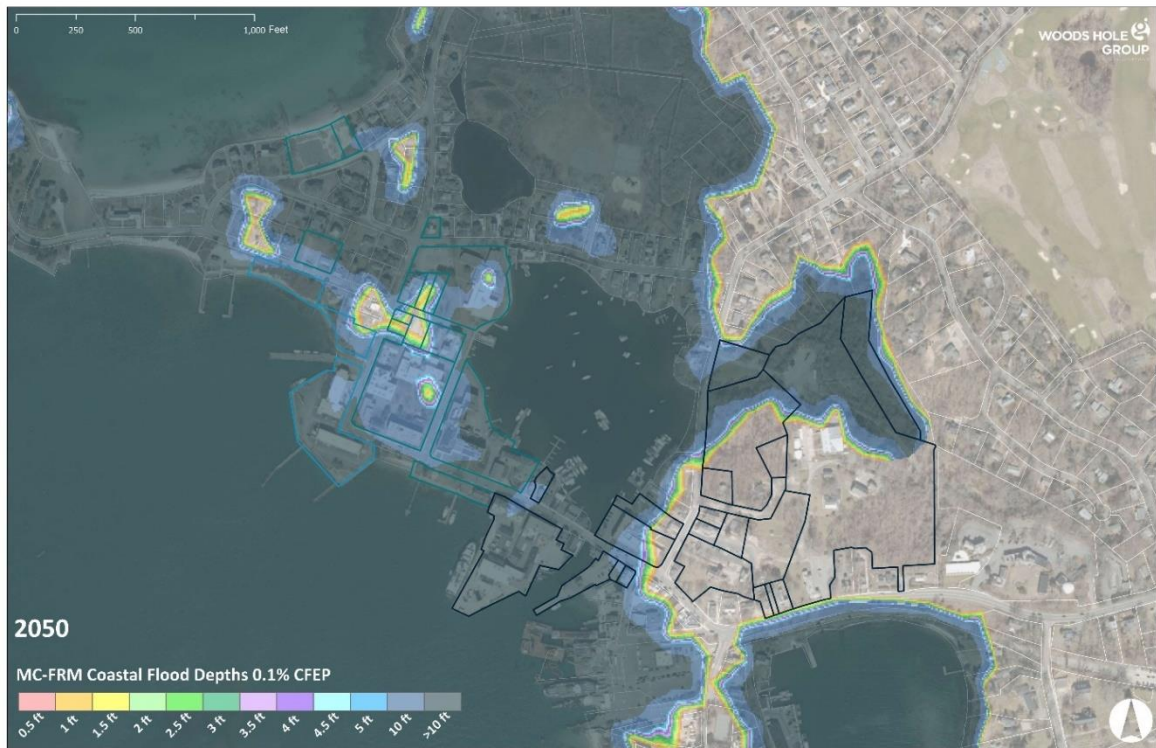 0 250 500 1,000 Feet
WOODS HOLE
GROUP
2050
MC-FRM Coastal Flood Depths 0.1% CFEP
0.5 ft 1 ft 1.5 ft 2 ft 2.5 ft 3 ft 3.5 ft 4 ft 4.5 ft 5 ft 10 ft >10 ft